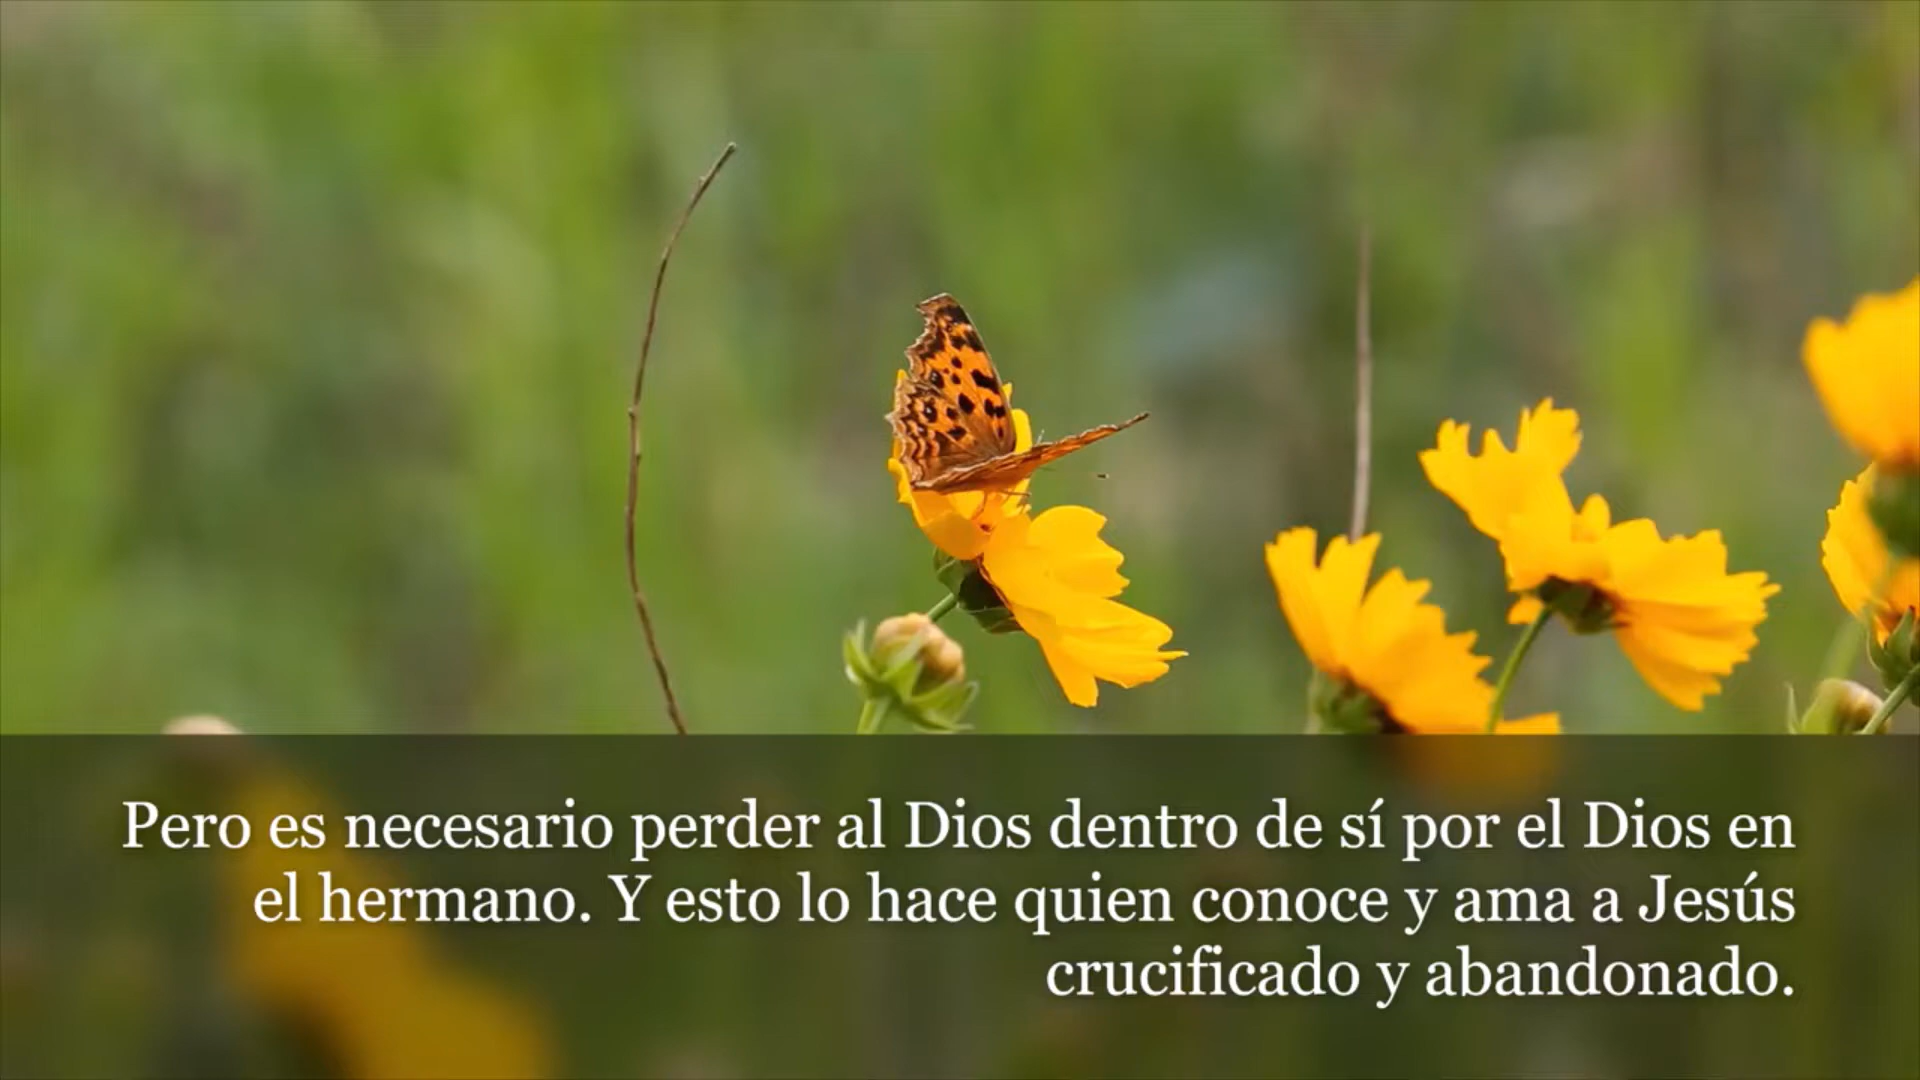 Pero es necesario perder al Dios dentro de sí por el Dios en
el hermano. Y esto lo hace quien conoce y ama a Jesús
crucificado y abandonado.